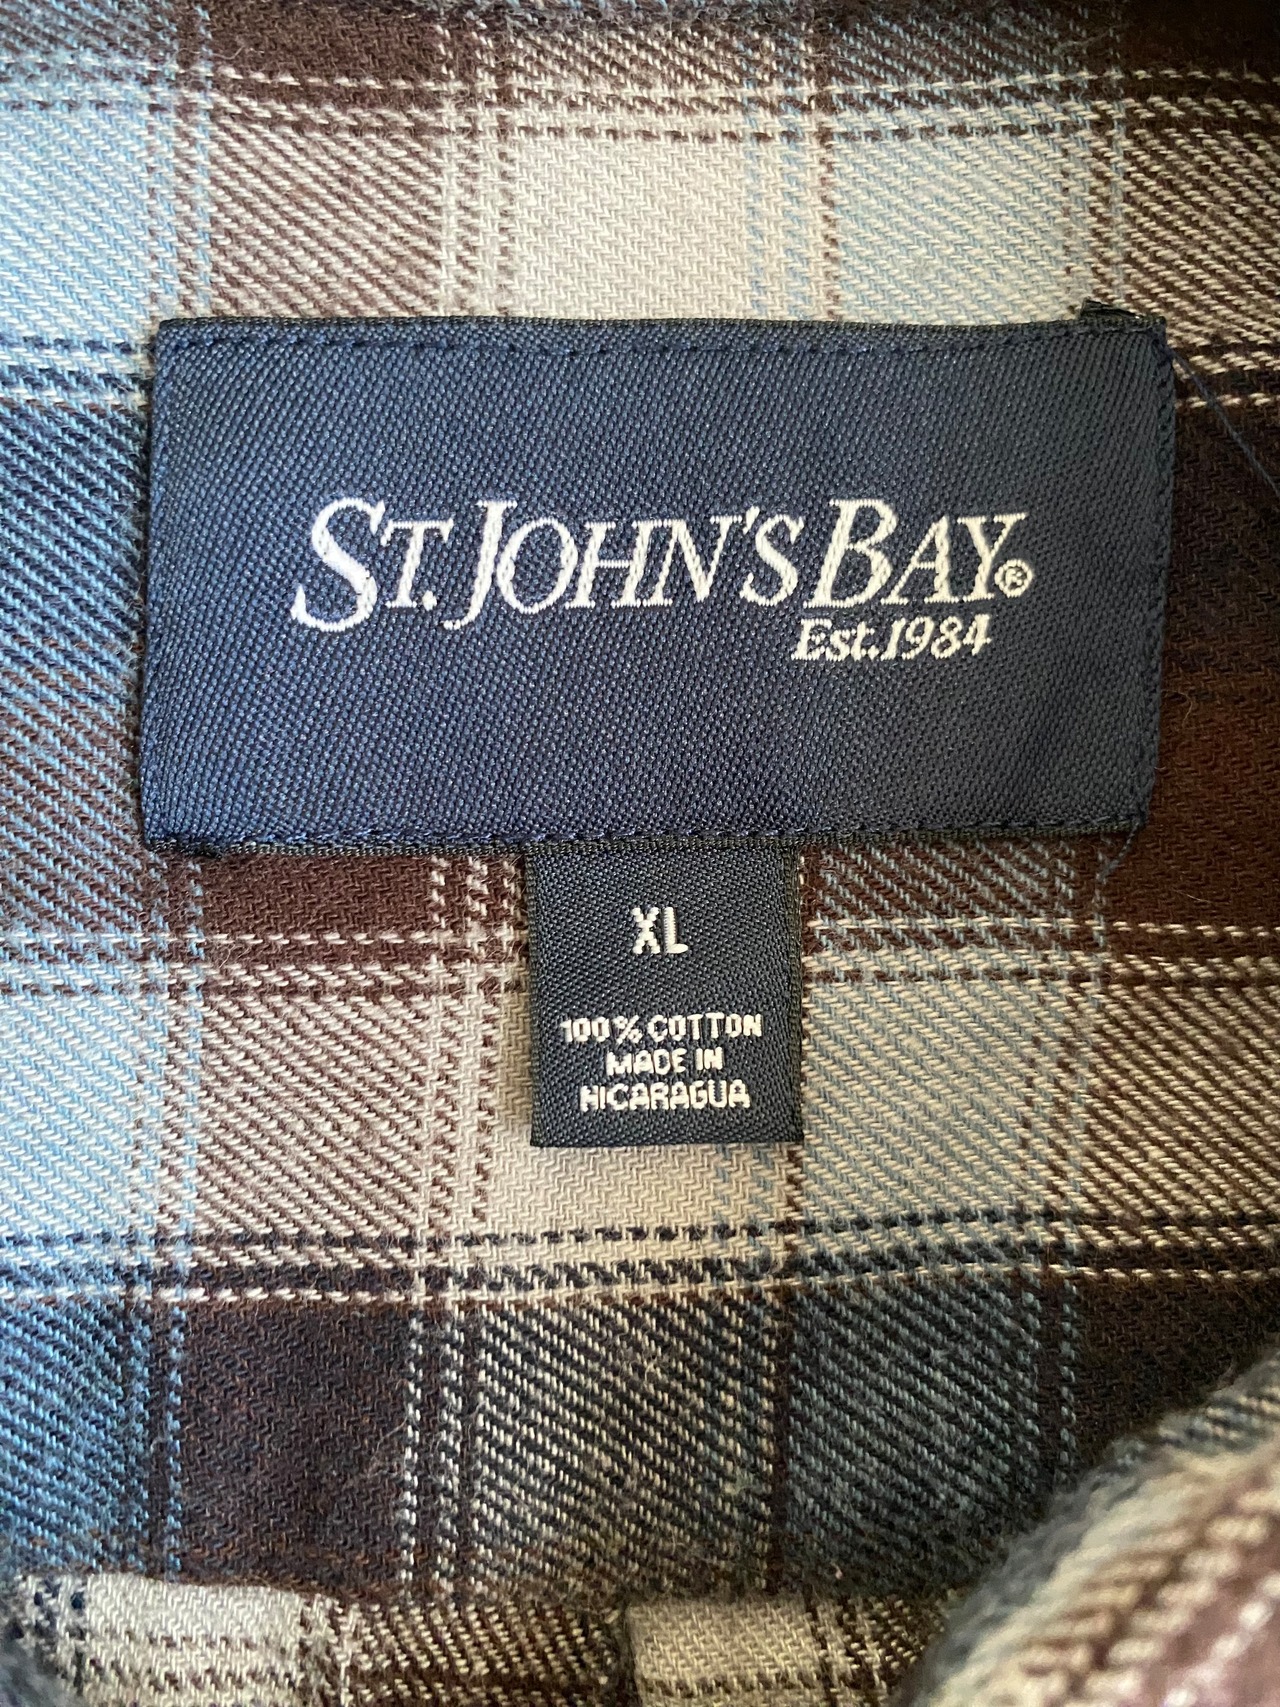 ST. JOHN'S BAY®
Est. 1984
XL
100% COTTON
MADE IN
NICARAGUA